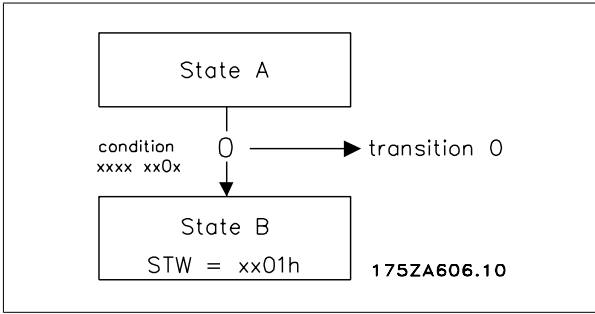 State A
condition
xxxx xx0x
0
transition 0
State B
STW = xx01h
175ZA606.10